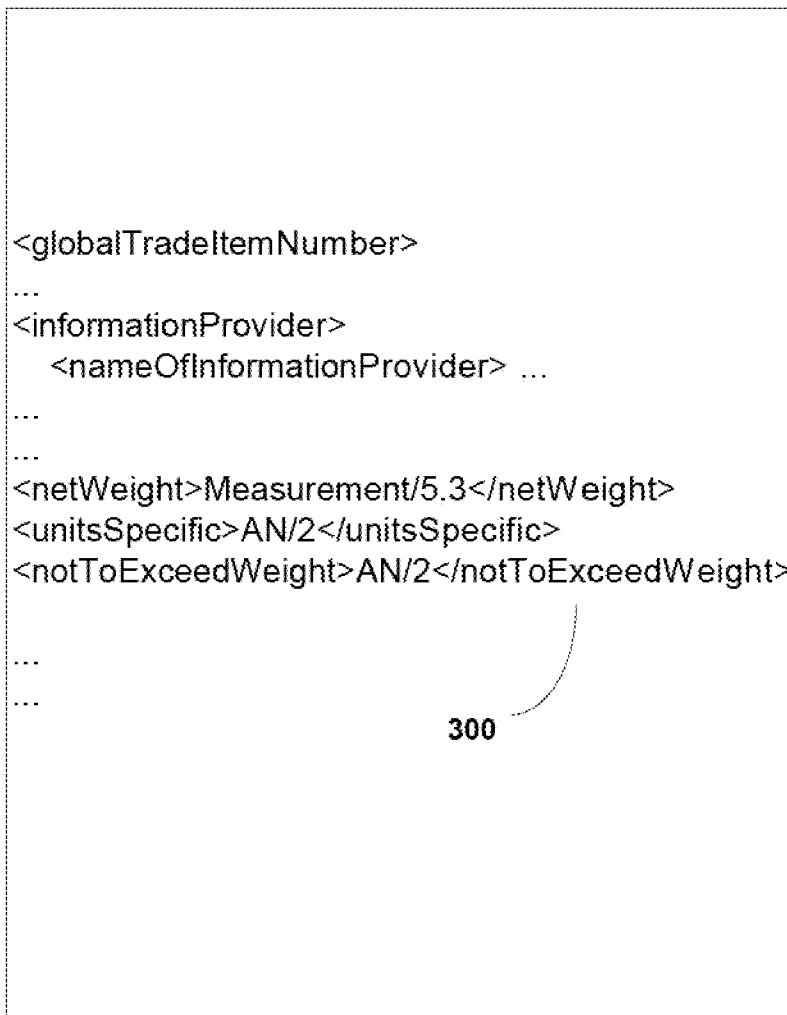 <globalTradeItemNumber>
...
<informationProvider>
<nameOfInformationProvider> ...
...
...
<netWeight>Measurement/5.3</netWeight>
<unitsSpecific>AN/2</unitsSpecific>
<notToExceedWeight>AN/2</notToExceedWeight>
...
...
300